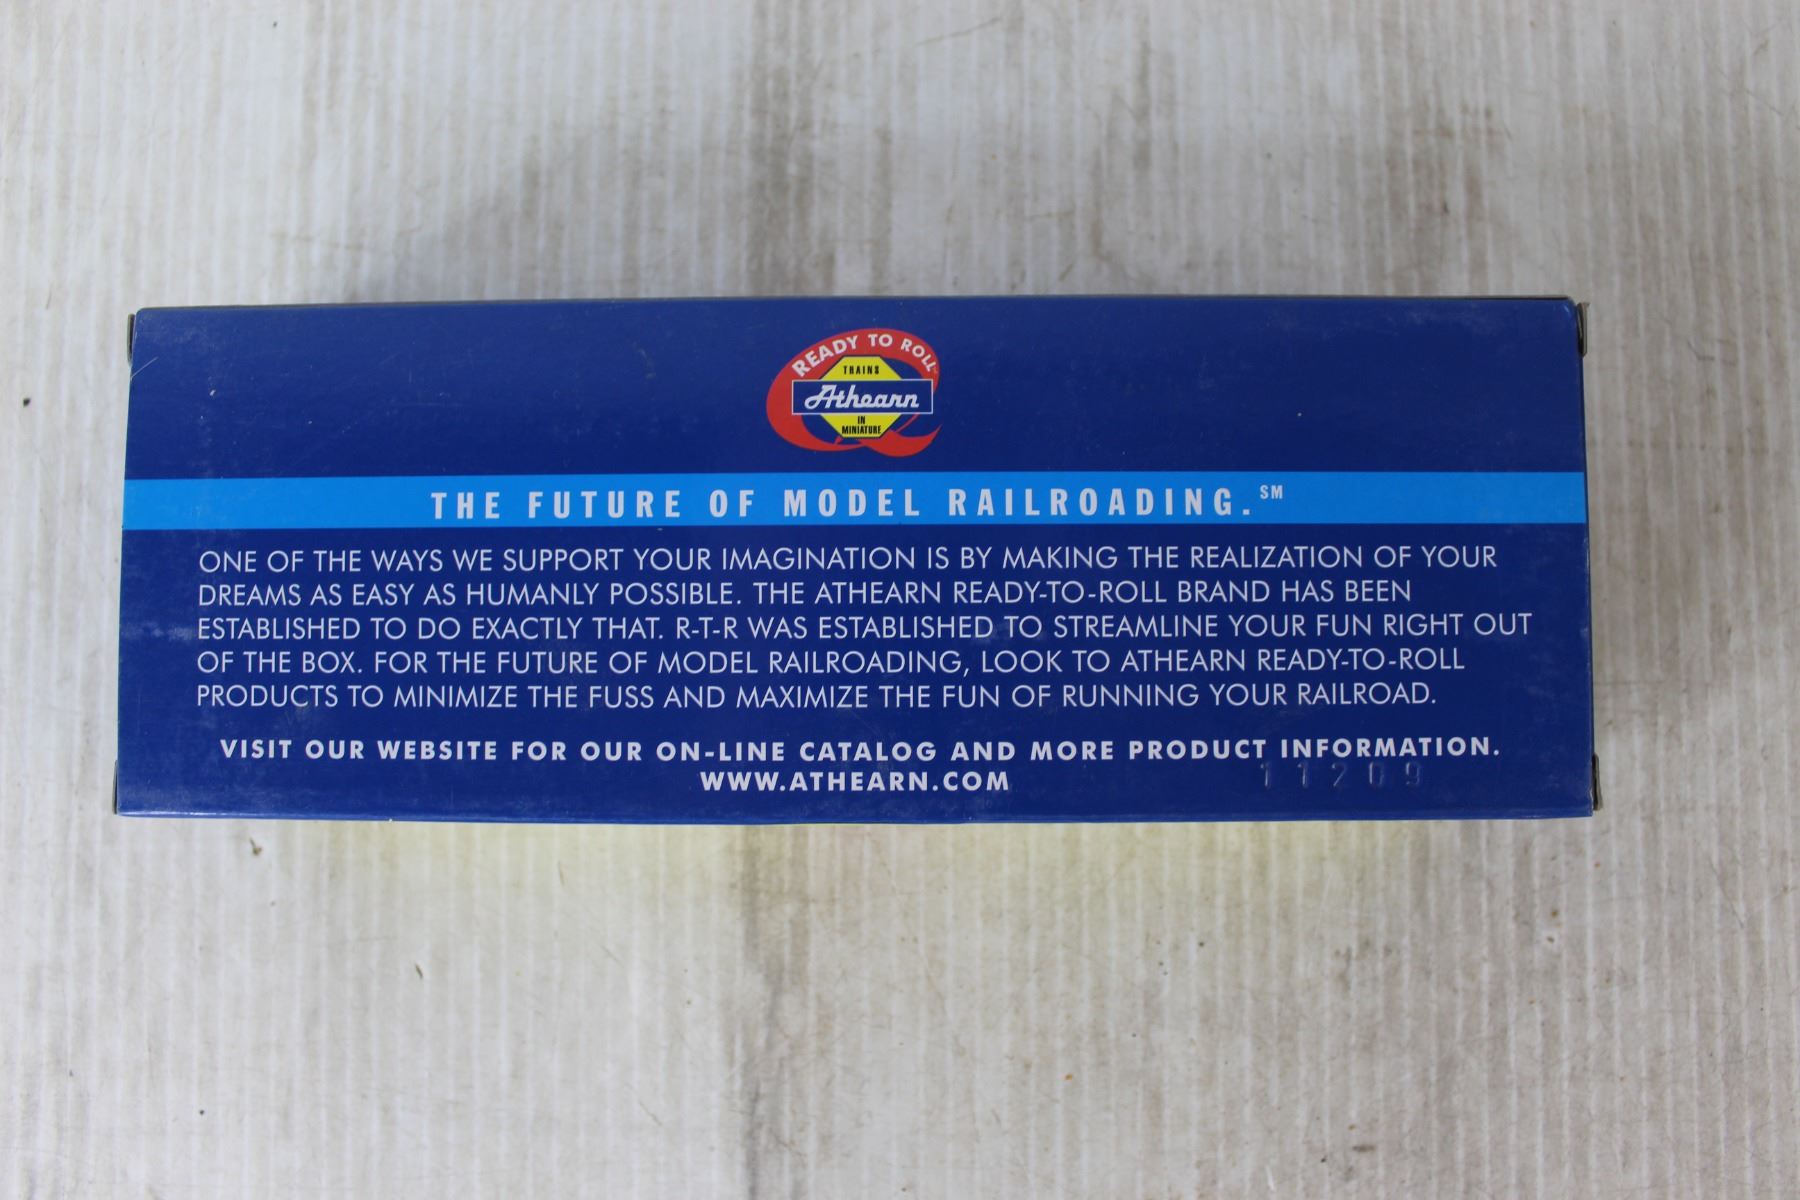 READY TO ROLL
TRAINS
Athearn
IN
MINIATURE
THE FUTURE OF MODEL RAILROADING.℠
ONE OF THE WAYS WE SUPPORT YOUR IMAGINATION IS BY MAKING THE REALIZATION OF YOUR
DREAMS AS EASY AS HUMANLY POSSIBLE. THE ATHEARN READY-TO-ROLL BRAND HAS BEEN
ESTABLISHED TO DO EXACTLY THAT. R-T-R WAS ESTABLISHED TO STREAMLINE YOUR FUN RIGHT OUT
OF THE BOX. FOR THE FUTURE OF MODEL RAILROADING, LOOK TO ATHEARN READY-TO-ROLL
PRODUCTS TO MINIMIZE THE FUSS AND MAXIMIZE THE FUN OF RUNNING YOUR RAILROAD.
VISIT OUR WEBSITE FOR OUR ON-LINE CATALOG AND MORE PRODUCT INFORMATION.
WWW.ATHEARN.COM
11209